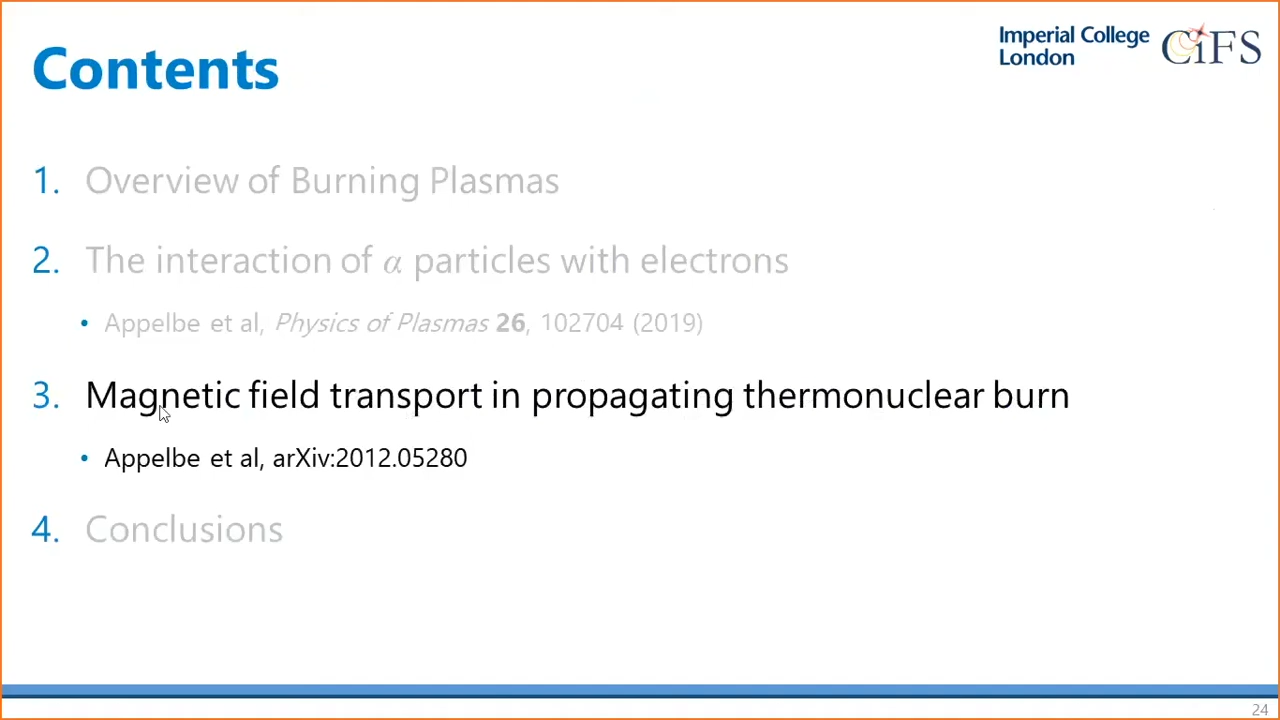 Contents
Imperial College
London
CiFS
1. Overview of Burning Plasmas
2. The interaction of α particles with electrons
• Appelbe et al, Physics of Plasmas 26, 102704 (2019)
3. Magnetic field transport in propagating thermonuclear burn
• Appelbe et al, arXiv:2012.05280
4. Conclusions
24